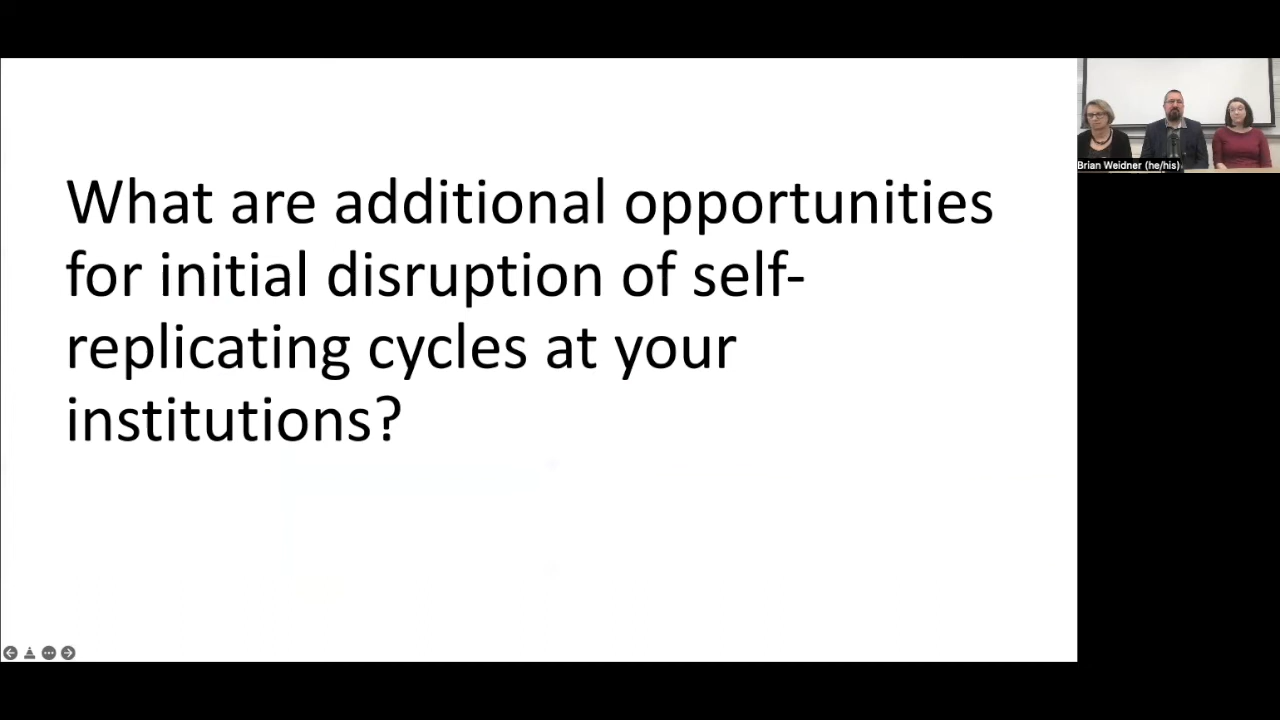 What are additional opportunities
for initial disruption of self-
replicating cycles at your
institutions?
Brian Weidner (he/his)